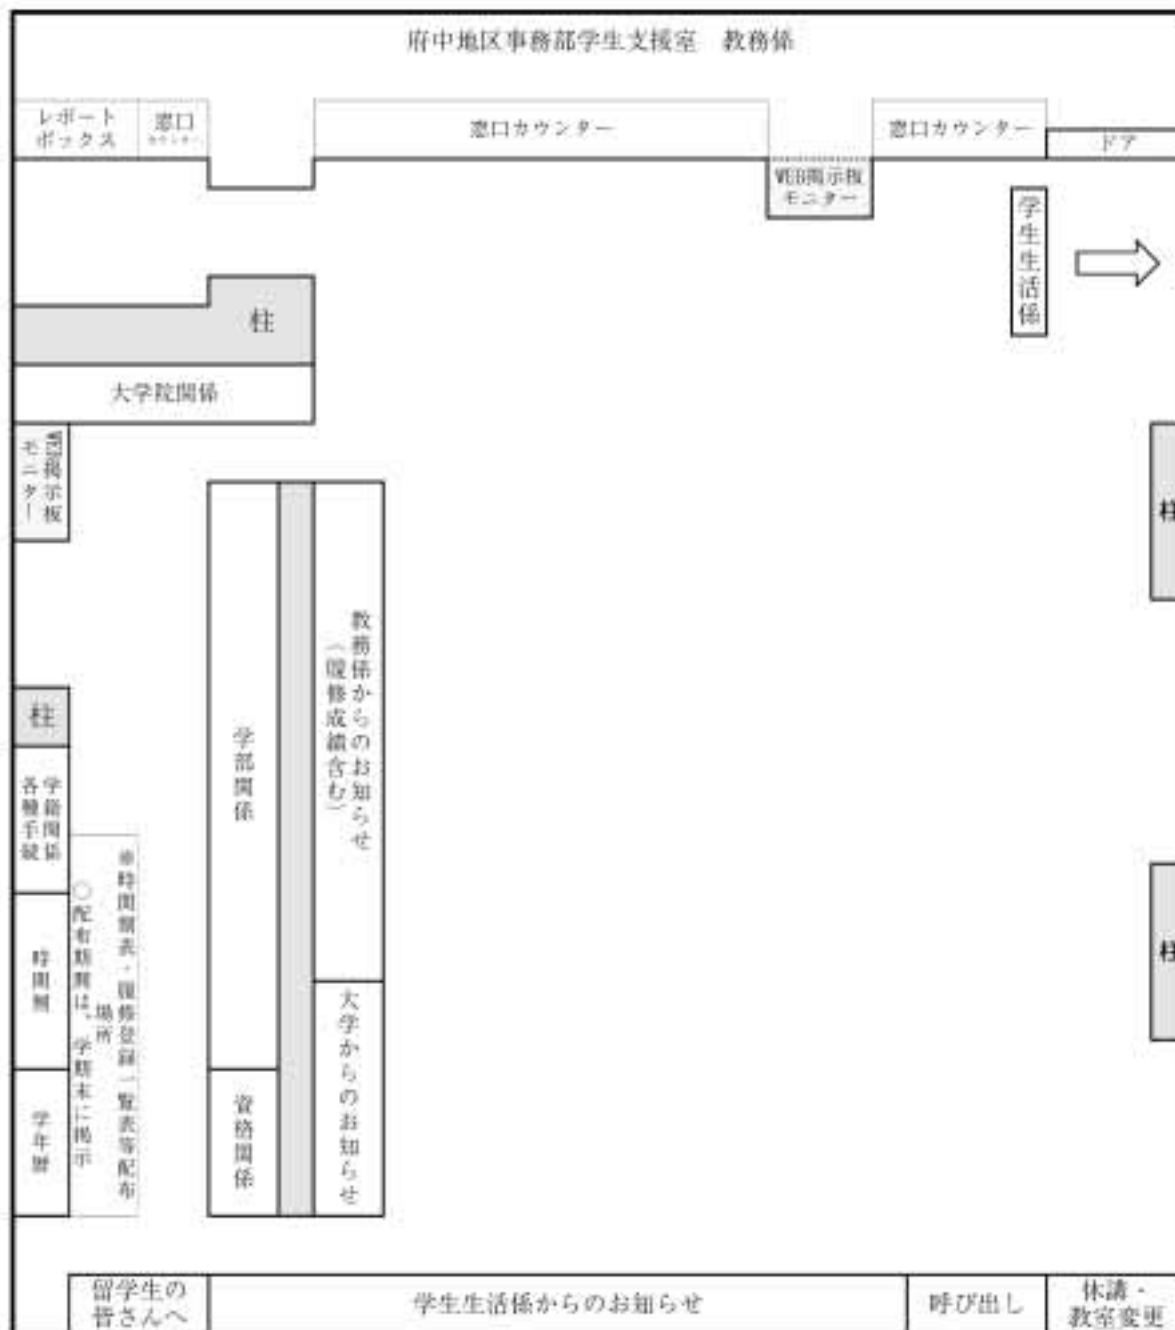 府中地区事務部学生支援室　教務係
レポート
ボックス
窓口
窓口カウンター
窓口カウンター
ドア
WEB掲示板
モニター
学生生活係
柱
大学院関係
WEB掲示板
モニター
柱
教務係からのお知らせ
（履修成績含む）
学部関係
柱
学籍関係
各種手続
※時間割表・履修登録一覧表等配布
場所
○配布期間は、学期末に掲示
時間割
柱
大学からのお知らせ
資格関係
学年暦
留学生の
皆さんへ
学生生活係からのお知らせ
呼び出し
休講・
教室変更